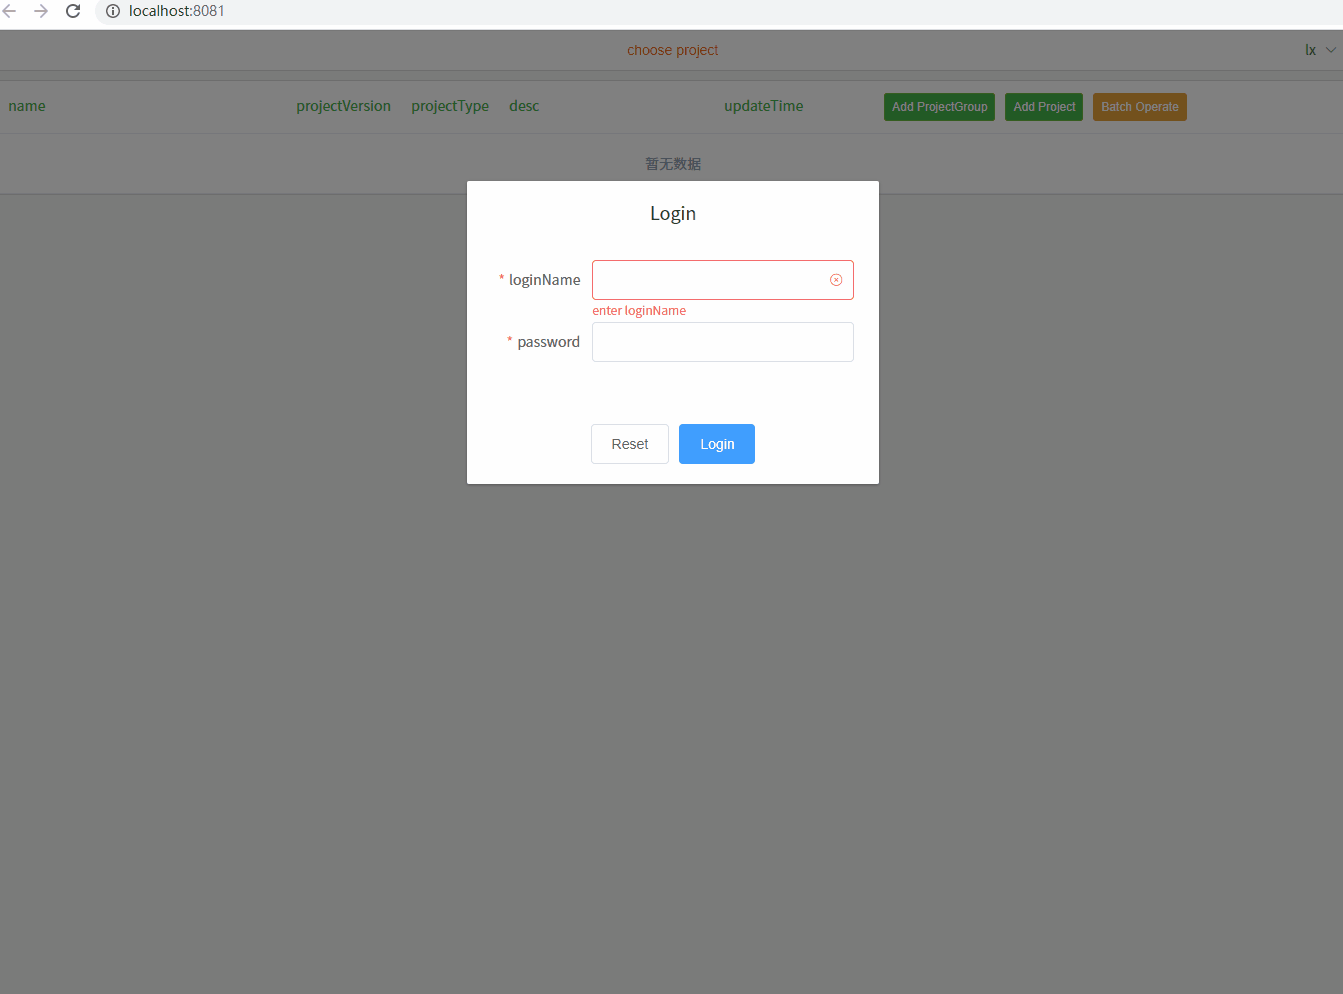 localhost:8081
choose project
lx
name projectVersion projectType desc updateTime Add ProjectGroup Add Project Batch Operate
暂无数据
Login
* loginName
enter loginName
* password
Reset Login